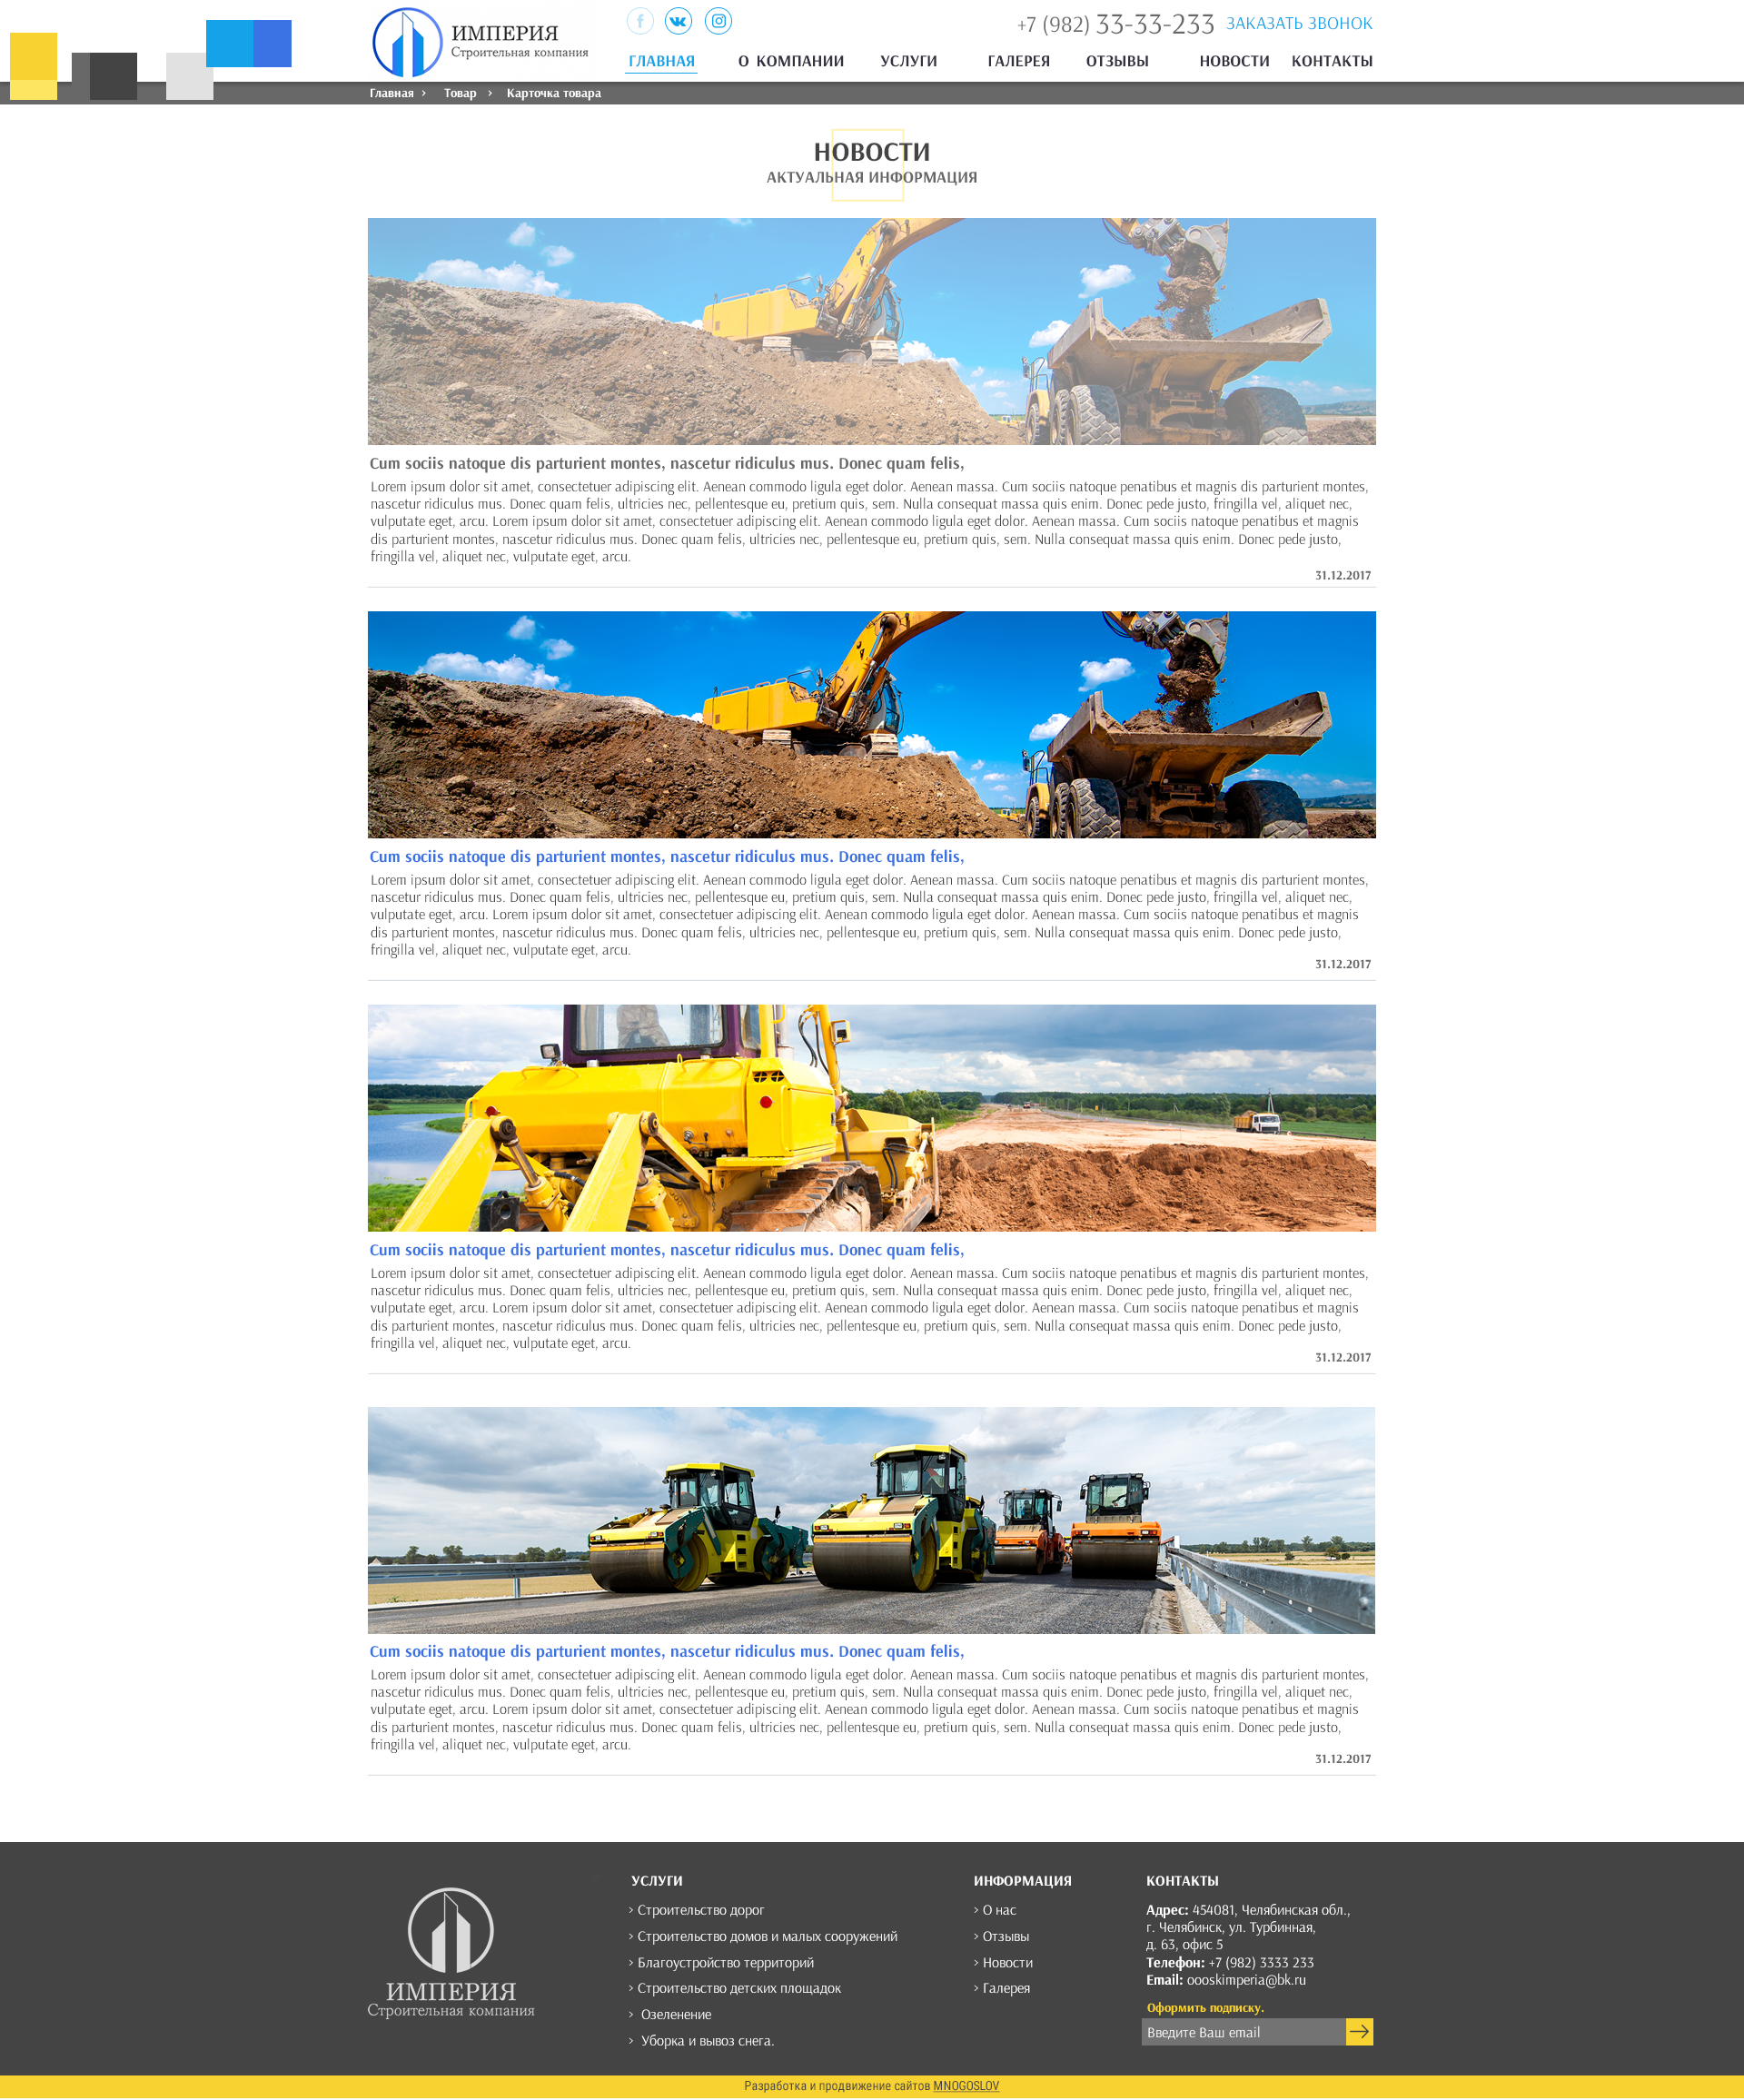 ИМПЕРИЯ
Строительная компания
+7 (982) 33-33-233 ЗАКАЗАТЬ ЗВОНОК
ГЛАВНАЯ О КОМПАНИИ УСЛУГИ ГАЛЕРЕЯ ОТЗЫВЫ НОВОСТИ КОНТАКТЫ
Главная > Товар > Карточка товара
НОВОСТИ
АКТУАЛЬНАЯ ИНФОРМАЦИЯ
Cum sociis natoque dis parturient montes, nascetur ridiculus mus. Donec quam felis,
Lorem ipsum dolor sit amet, consectetuer adipiscing elit. Aenean commodo ligula eget dolor. Aenean massa. Cum sociis natoque penatibus et magnis dis parturient montes,
nascetur ridiculus mus. Donec quam felis, ultricies nec, pellentesque eu, pretium quis, sem. Nulla consequat massa quis enim. Donec pede justo, fringilla vel, aliquet nec,
vulputate eget, arcu. Lorem ipsum dolor sit amet, consectetuer adipiscing elit. Aenean commodo ligula eget dolor. Aenean massa. Cum sociis natoque penatibus et magnis
dis parturient montes, nascetur ridiculus mus. Donec quam felis, ultricies nec, pellentesque eu, pretium quis, sem. Nulla consequat massa quis enim. Donec pede justo,
fringilla vel, aliquet nec, vulputate eget, arcu.
31.12.2017
Cum sociis natoque dis parturient montes, nascetur ridiculus mus. Donec quam felis,
Lorem ipsum dolor sit amet, consectetuer adipiscing elit. Aenean commodo ligula eget dolor. Aenean massa. Cum sociis natoque penatibus et magnis dis parturient montes,
nascetur ridiculus mus. Donec quam felis, ultricies nec, pellentesque eu, pretium quis, sem. Nulla consequat massa quis enim. Donec pede justo, fringilla vel, aliquet nec,
vulputate eget, arcu. Lorem ipsum dolor sit amet, consectetuer adipiscing elit. Aenean commodo ligula eget dolor. Aenean massa. Cum sociis natoque penatibus et magnis
dis parturient montes, nascetur ridiculus mus. Donec quam felis, ultricies nec, pellentesque eu, pretium quis, sem. Nulla consequat massa quis enim. Donec pede justo,
fringilla vel, aliquet nec, vulputate eget, arcu.
31.12.2017
Cum sociis natoque dis parturient montes, nascetur ridiculus mus. Donec quam felis,
Lorem ipsum dolor sit amet, consectetuer adipiscing elit. Aenean commodo ligula eget dolor. Aenean massa. Cum sociis natoque penatibus et magnis dis parturient montes,
nascetur ridiculus mus. Donec quam felis, ultricies nec, pellentesque eu, pretium quis, sem. Nulla consequat massa quis enim. Donec pede justo, fringilla vel, aliquet nec,
vulputate eget, arcu. Lorem ipsum dolor sit amet, consectetuer adipiscing elit. Aenean commodo ligula eget dolor. Aenean massa. Cum sociis natoque penatibus et magnis
dis parturient montes, nascetur ridiculus mus. Donec quam felis, ultricies nec, pellentesque eu, pretium quis, sem. Nulla consequat massa quis enim. Donec pede justo,
fringilla vel, aliquet nec, vulputate eget, arcu.
31.12.2017
Cum sociis natoque dis parturient montes, nascetur ridiculus mus. Donec quam felis,
Lorem ipsum dolor sit amet, consectetuer adipiscing elit. Aenean commodo ligula eget dolor. Aenean massa. Cum sociis natoque penatibus et magnis dis parturient montes,
nascetur ridiculus mus. Donec quam felis, ultricies nec, pellentesque eu, pretium quis, sem. Nulla consequat massa quis enim. Donec pede justo, fringilla vel, aliquet nec,
vulputate eget, arcu. Lorem ipsum dolor sit amet, consectetuer adipiscing elit. Aenean commodo ligula eget dolor. Aenean massa. Cum sociis natoque penatibus et magnis
dis parturient montes, nascetur ridiculus mus. Donec quam felis, ultricies nec, pellentesque eu, pretium quis, sem. Nulla consequat massa quis enim. Donec pede justo,
fringilla vel, aliquet nec, vulputate eget, arcu.
31.12.2017
ИМПЕРИЯ
Строительная компания
УСЛУГИ
> Строительство дорог
> Строительство домов и малых сооружений
> Благоустройство территорий
> Строительство детских площадок
> Озеленение
> Уборка и вывоз снега.
ИНФОРМАЦИЯ
> О нас
> Отзывы
> Новости
> Галерея
КОНТАКТЫ
Адрес: 454081, Челябинская обл.,
г. Челябинск, ул. Турбинная,
д. 63, офис 5
Телефон: +7 (982) 3333 233
Email: oooskimperia@bk.ru
Оформить подписку.
Введите Ваш email
Разработка и продвижение сайтов MNOGOSLOV